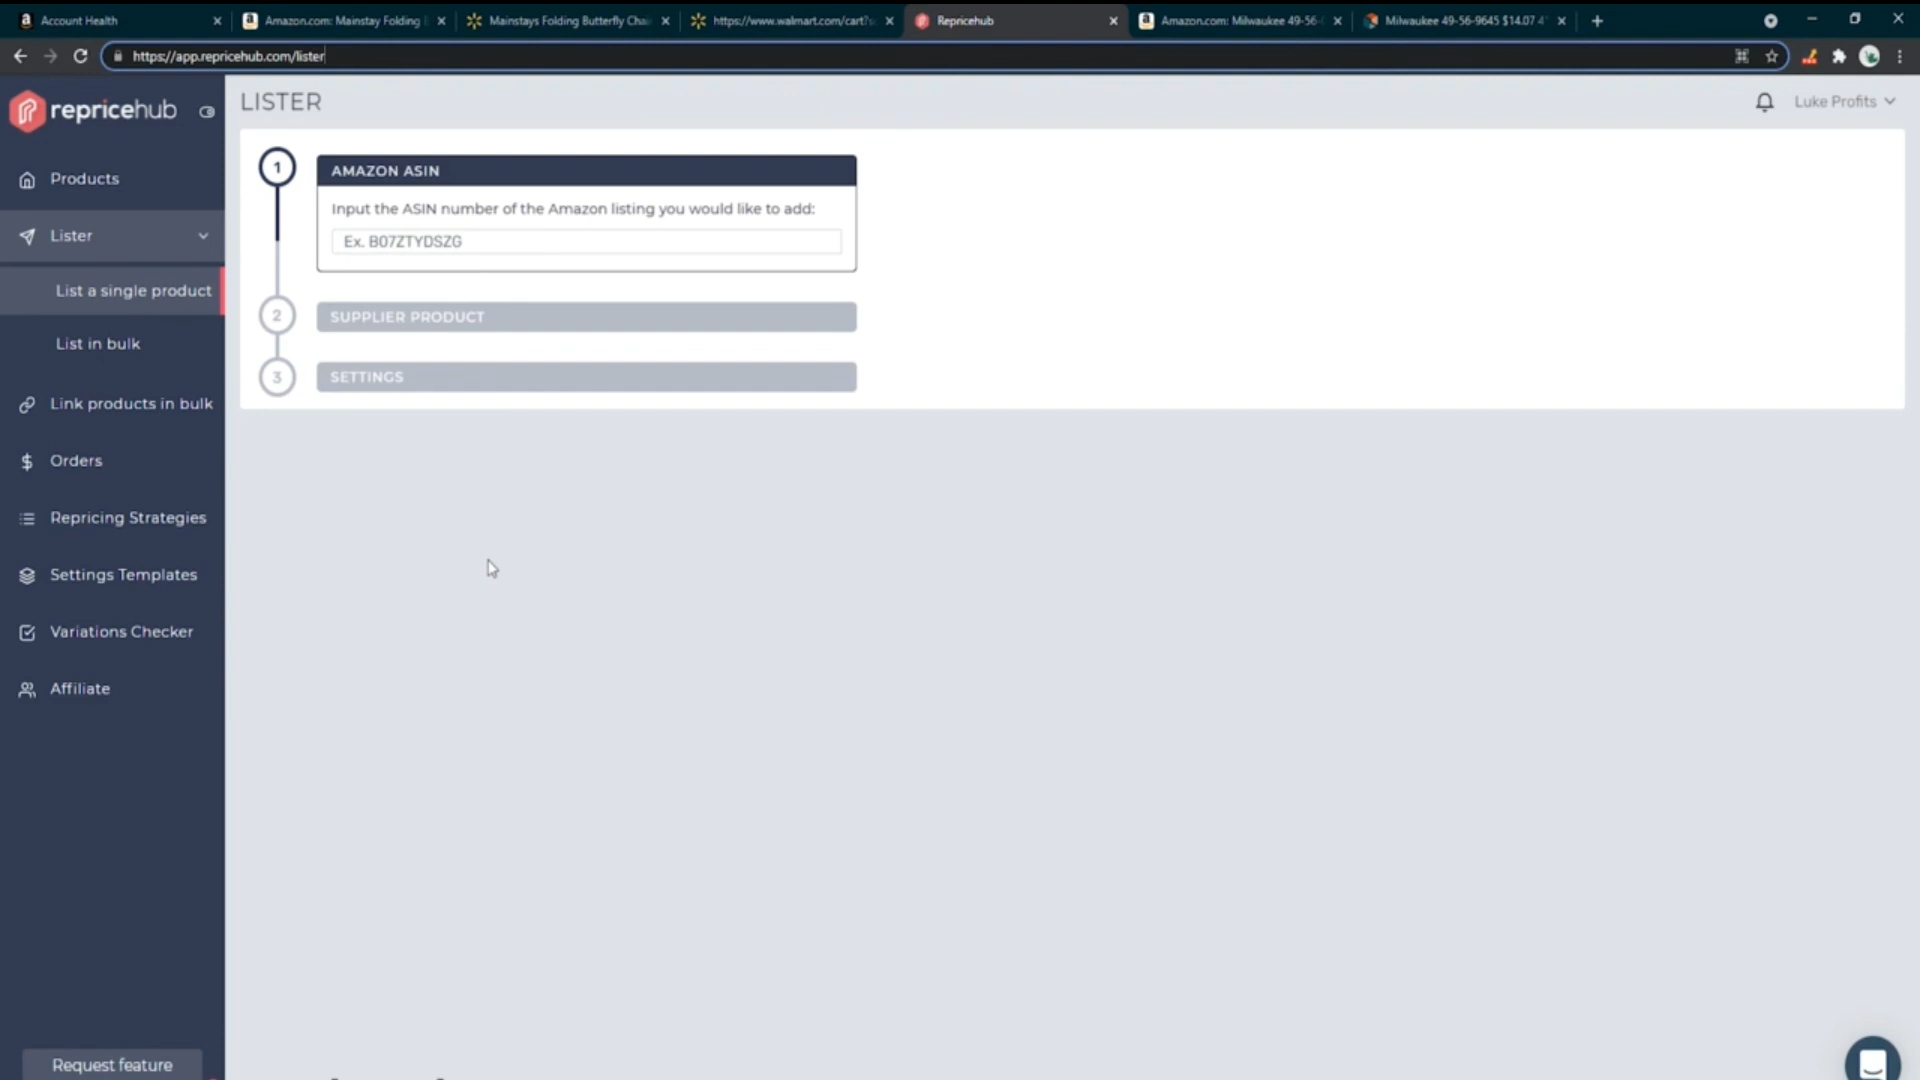 Account Health
Amazon.com: Mainstay Folding
Mainstays Folding Butterfly Chai
https://www.walmart.com/cart?s
Repricehub
Amazon.com: Milwaukee 49-56-
Milwaukee 49-56-9645 $14.07 4
https://app.repricehub.com/lister
repricehub
LISTER
Luke Profits
Products
Lister
List a single product
List in bulk
Link products in bulk
Orders
Repricing Strategies
Settings Templates
Variations Checker
Affiliate
Request feature
1
AMAZON ASIN
Input the ASIN number of the Amazon listing you would like to add:
Ex. B07ZTYDSZG
2
SUPPLIER PRODUCT
3
SETTINGS